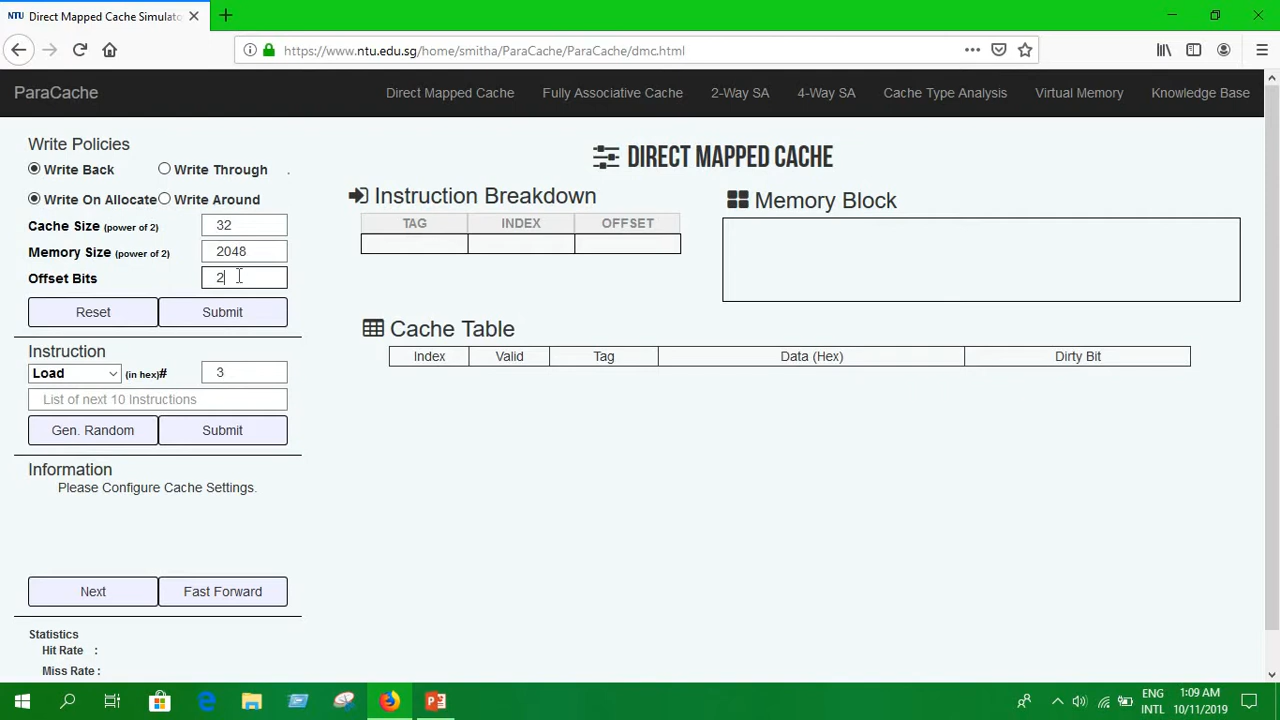 NTU Direct Mapped Cache Simulato
https://www.ntu.edu.sg/home/smitha/ParaCache/ParaCache/dmc.html
ParaCache Direct Mapped Cache Fully Associative Cache 2-Way SA 4-Way SA Cache Type Analysis Virtual Memory Knowledge Base
Write Policies
Write Back Write Through .
Write On Allocate Write Around
Cache Size (power of 2) 32
Memory Size (power of 2) 2048
Offset Bits 2
Reset Submit
Instruction
Load (in hex)# 3
List of next 10 Instructions
Gen. Random Submit
Information
Please Configure Cache Settings.
Next Fast Forward
Statistics
Hit Rate :
Miss Rate :
DIRECT MAPPED CACHE
Instruction Breakdown
TAG INDEX OFFSET
Memory Block
Cache Table
Index Valid Tag Data (Hex) Dirty Bit
ENG 1:09 AM
INTL 10/11/2019